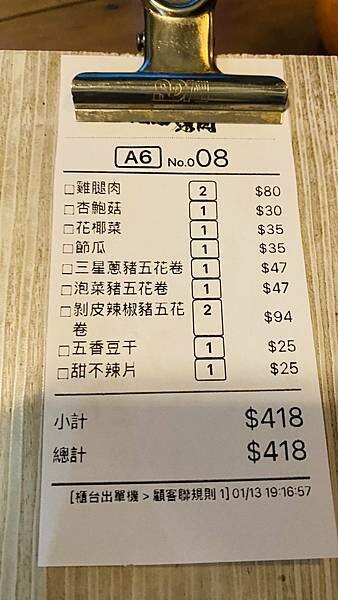 A6 No.008
□雞腿肉 2 $80
□杏鮑菇 1 $30
□花椰菜 1 $35
□節瓜 1 $35
□三星蔥豬五花卷 1 $47
□泡菜豬五花卷 1 $47
□剝皮辣椒豬五花 2 $94
卷
□五香豆干 1 $25
□甜不辣片 1 $25
小計 $418
總計 $418
[櫃台出單機 > 顧客聯規則 1] 01/13 19:16:57